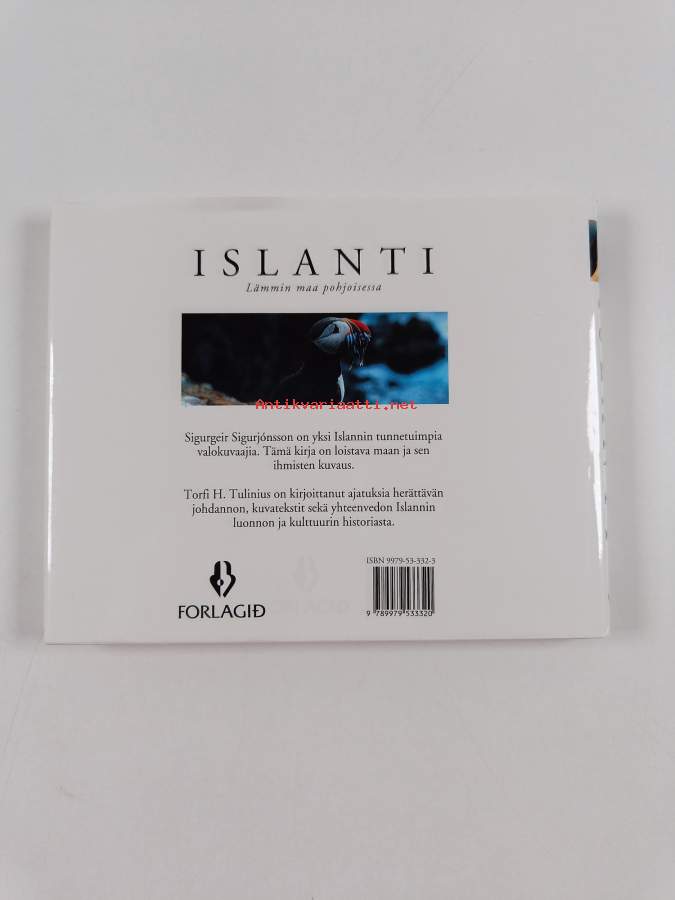 ISLANTI
Lämmin maa pohjoisessa
Antikvariaatti.net
Sigurgeir Sigurjónsson on yksi Islannin tunnetuimpia
valokuvaajia. Tämä kirja on loistava maan ja sen
ihmisten kuvaus.
Torfi H. Tulinius on kirjoittanut ajatuksia herättävän
johdannon, kuvatekstit sekä yhteenvedon Islannin
luonnon ja kulttuurin historiasta.
ISBN 9979-53-332-3
FORLAGIÐ
9 789979 533320